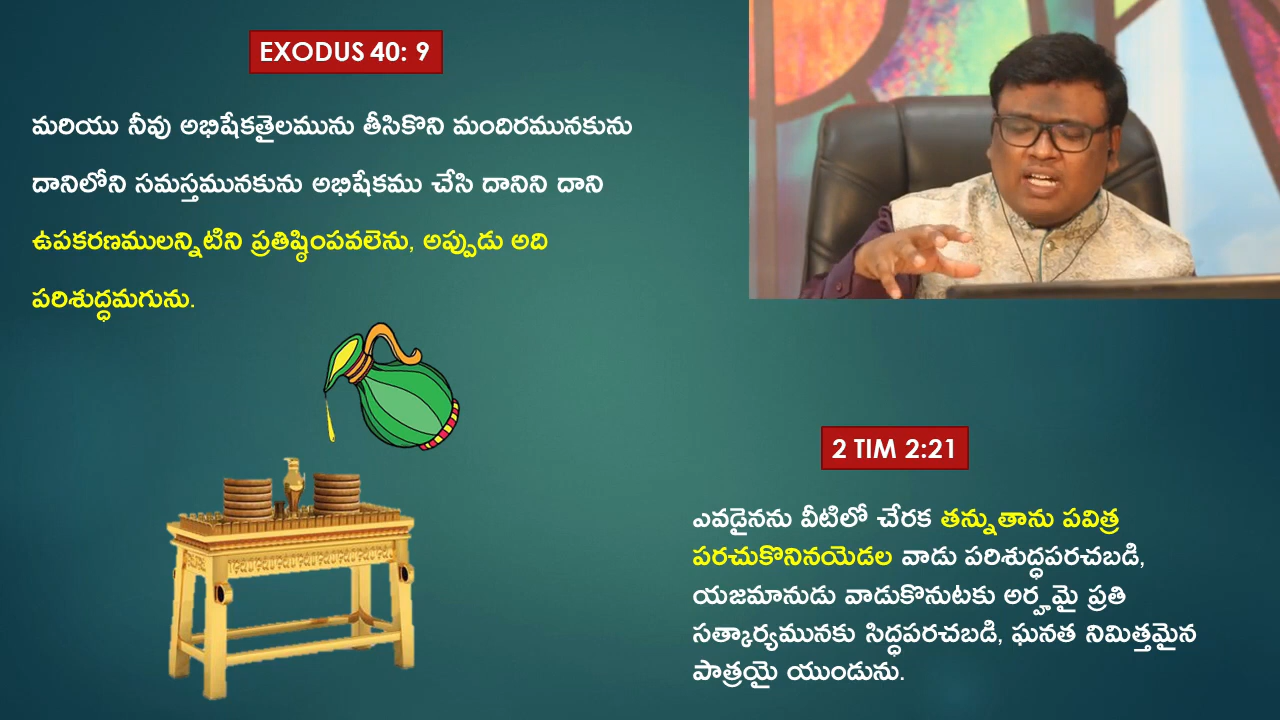 EXODUS 40: 9
మరియు నీవు అభిషేకతైలమును తీసికొని మందిరమునకును
దానిలోని సమస్తమునకును అభిషేకము చేసి దానిని దాని
ఉపకరణములన్నిటిని ప్రతిష్ఠింపవలెను, అప్పుడు అది
పరిశుద్ధమగును.
2 TIM 2:21
ఎవడైనను వీటిలో చేరక తన్నుతాను పవిత్ర
పరచుకొనినయెడల వాడు పరిశుద్ధపరచబడి,
యజమానుడు వాడుకొనుటకు అర్హమై ప్రతి
సత్కార్యమునకు సిద్ధపరచబడి, ఘనత నిమిత్తమైన
పాత్రయై యుండును.